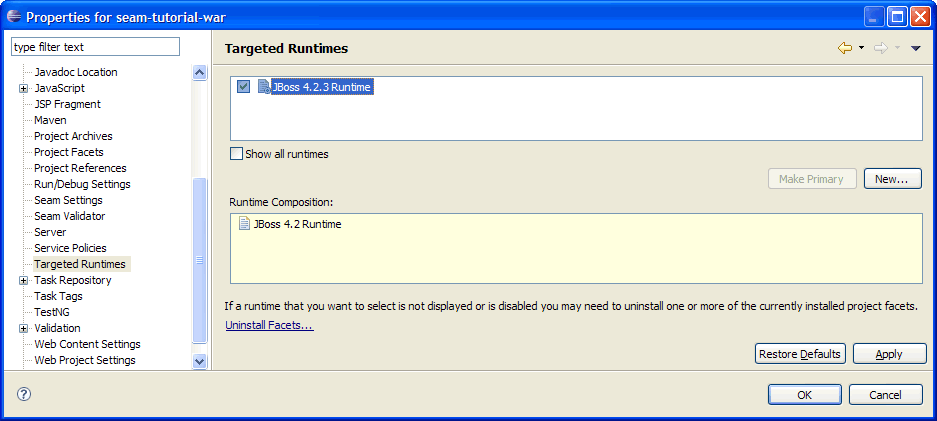 Properties for seam-tutorial-war
type filter text
Javadoc Location
JavaScript
JSP Fragment
Maven
Project Archives
Project Facets
Project References
Run/Debug Settings
Seam Settings
Seam Validator
Server
Service Policies
Targeted Runtimes
Task Repository
Task Tags
TestNG
Validation
Web Content Settings
Web Project Settings
Targeted Runtimes
JBoss 4.2.3 Runtime
Show all runtimes
Make Primary
New...
Runtime Composition:
JBoss 4.2 Runtime
If a runtime that you want to select is not displayed or is disabled you may need to uninstall one or more of the currently installed project facets.
Uninstall Facets...
Restore Defaults
Apply
?
OK
Cancel